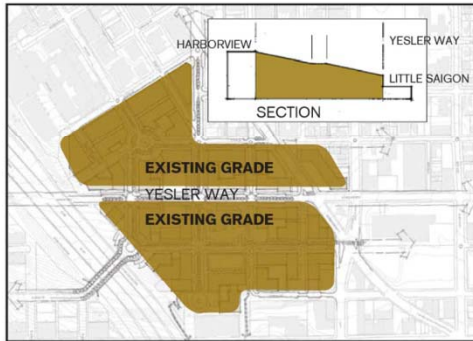 HARBORVIEW
YESLER WAY
LITTLE SAIGON
SECTION
EXISTING GRADE
YESLER WAY
EXISTING GRADE